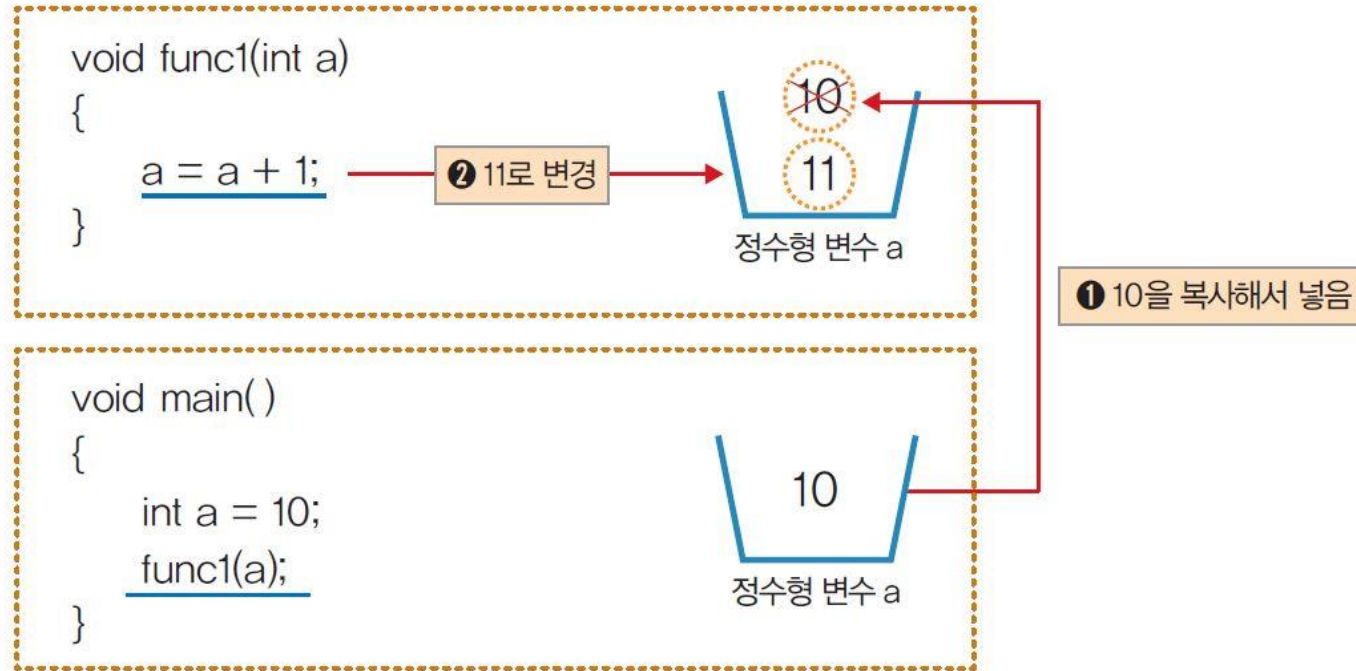 void func1(int a)
{
a = a + 1;
}
❷ 11로 변경
10
11
정수형 변수 a
❶ 10을 복사해서 넣음
void main( )
{
int a = 10;
func1(a);
}
10
정수형 변수 a